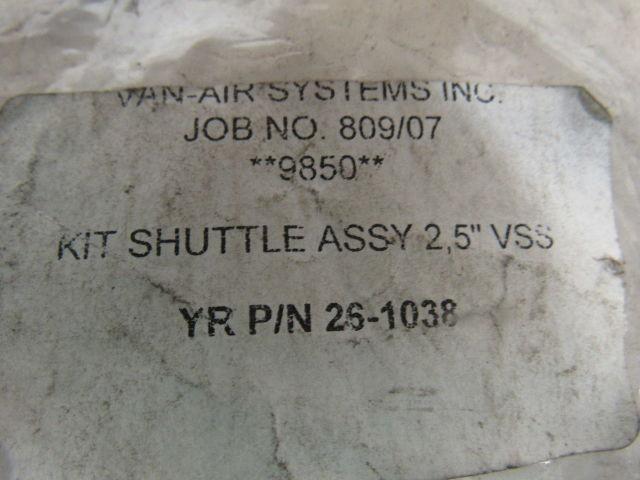 VAN-AIR SYSTEMS INC.
JOB NO. 809/07
**9850**
KIT SHUTTLE ASSY 2,5" VSS
YR P/N 26-1038